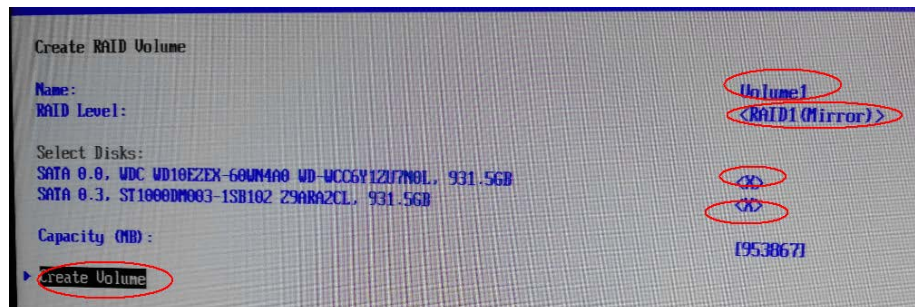 Create RAID Volume
Name: Volume1
RAID Level: <RAID1(Mirror)>
Select Disks:
SATA 0.0, WDC WD10EZEX-60WN4A0 WD-WCC6Y1ZU7N0L, 931.5GB <X>
SATA 0.3, ST1000DM003-1SB102 Z9ARA2CL, 931.5GB <X>
Capacity (MB): [953867]
Create Volume